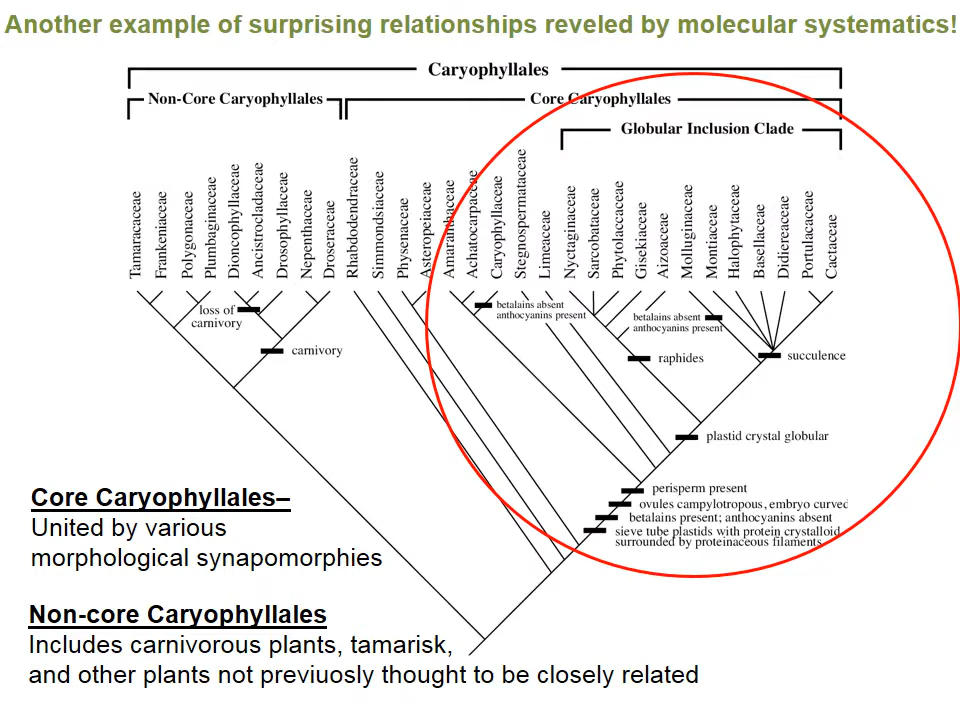 Another example of surprising relationships reveled by molecular systematics!
Caryophyllales
Non-Core Caryophyllales
Core Caryophyllales
Globular Inclusion Clade
Tamaracaceae
Frankeniaceae
Polygonaceae
Plumbaginaceae
Dioncophyllaceae
Ancistrocladaceae
Drosophyllaceae
Nepenthaceae
Droseraceae
Rhabdodendraceae
Simmondsiaceae
Physenaceae
Asteropeiaceae
Amaranthaceae
Achatocarpaceae
Caryophyllaceae
Stegnospermataceae
Limeaceae
Nyctaginaceae
Sarcobataceae
Phytolaccaceae
Gisekiaceae
Aizoaceae
Molluginaceae
Montiaceae
Halophytaceae
Basellaceae
Didiereaceae
Portulacaceae
Cactaceae
loss of
carnivory
carnivory
betalains absent
anthocyanins present
betalains absent
anthocyanins present
raphides
succulence
plastid crystal globular
perisperm present
ovules campylotropous, embryo curved
betalains present; anthocyanins absent
sieve tube plastids with protein crystalloid
surrounded by proteinaceous filaments
Core Caryophyllales–
United by various
morphological synapomorphies
Non-core Caryophyllales
Includes carnivorous plants, tamarisk,
and other plants not previuosly thought to be closely related